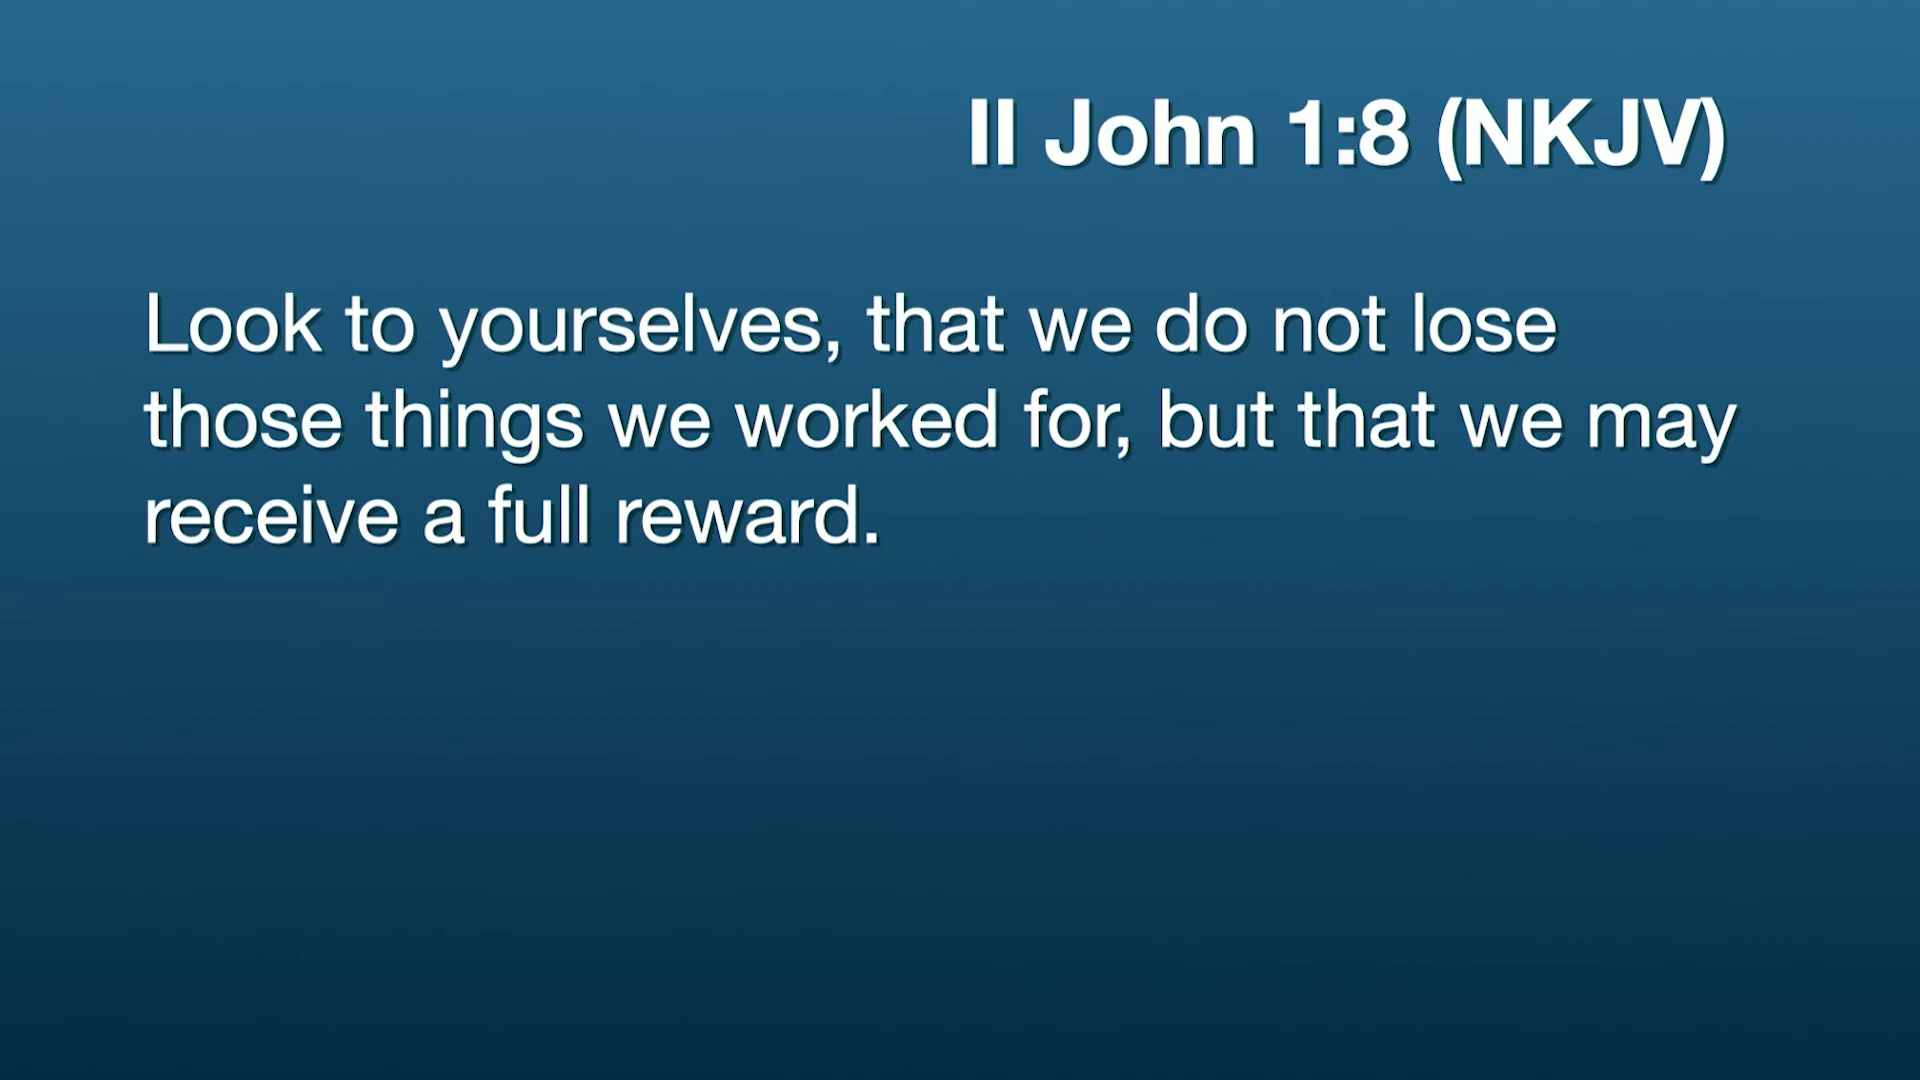 II John 1:8 (NKJV)
Look to yourselves, that we do not lose
those things we worked for, but that we may
receive a full reward.